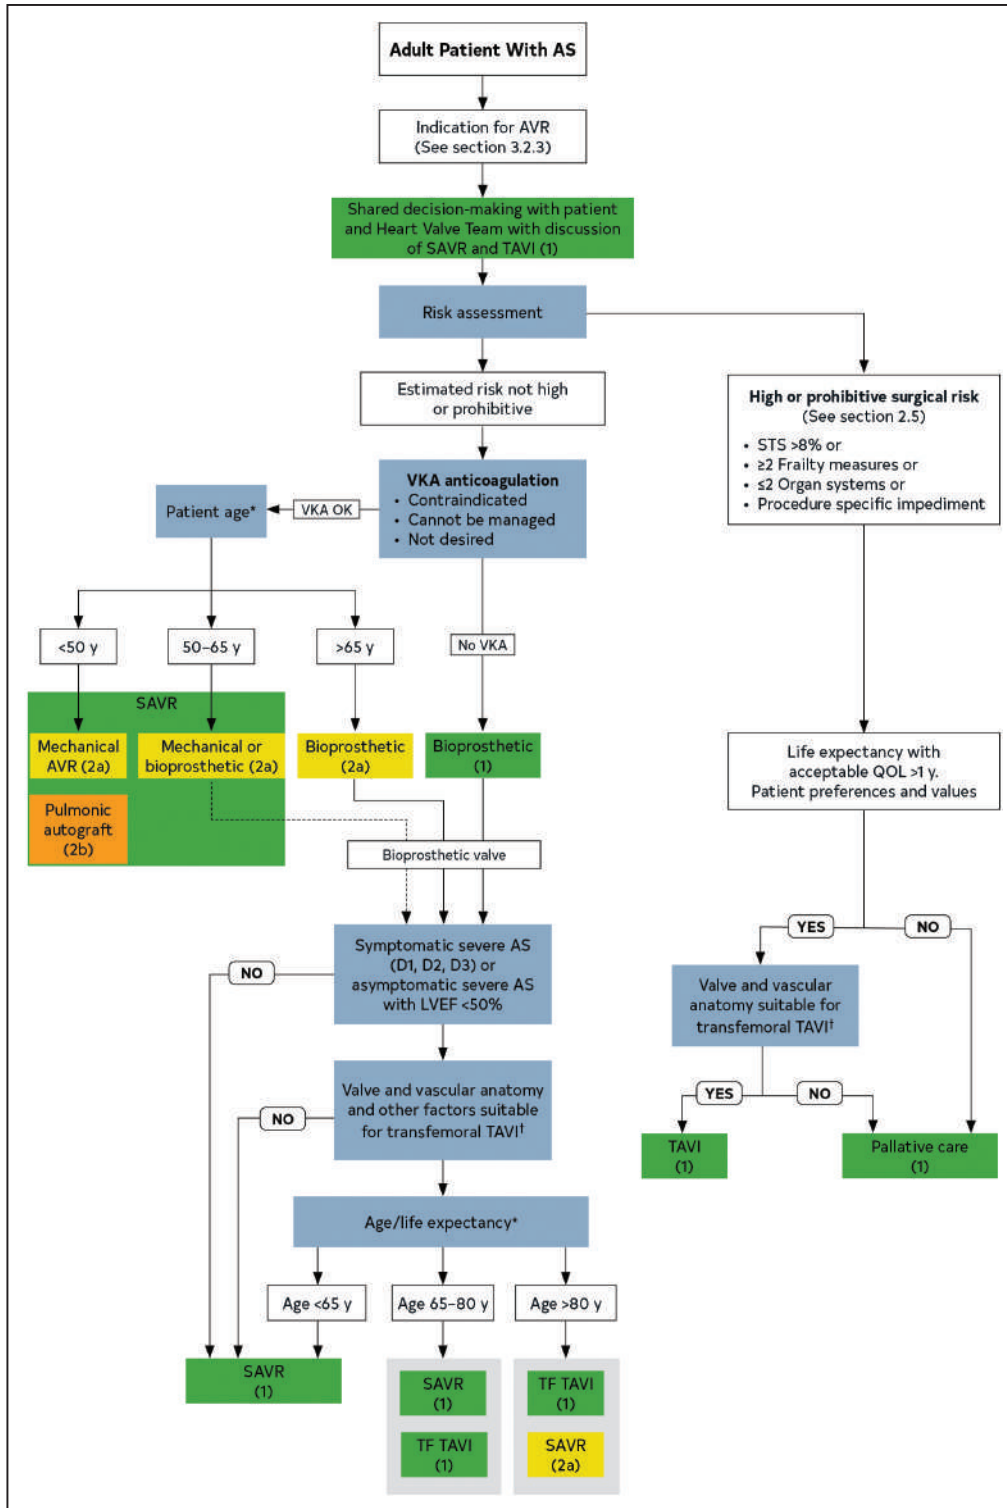 Adult Patient With AS
Indication for AVR
(See section 3.2.3)
Shared decision-making with patient
and Heart Valve Team with discussion
of SAVR and TAVI (1)
Risk assessment
Estimated risk not high
or prohibitive
High or prohibitive surgical risk
(See section 2.5)
• STS >8% or
• ≥2 Frailty measures or
• ≤2 Organ systems or
• Procedure specific impediment
VKA anticoagulation
• Contraindicated
• Cannot be managed
• Not desired
VKA OK
Patient age*
<50 y
50–65 y
>65 y
No VKA
SAVR
Mechanical
AVR (2a)
Mechanical or
bioprosthetic (2a)
Bioprosthetic
(2a)
Bioprosthetic
(1)
Pulmonic
autograft
(2b)
Life expectancy with
acceptable QOL >1 y.
Patient preferences and values
Bioprosthetic valve
YES
NO
Symptomatic severe AS
(D1, D2, D3) or
asymptomatic severe AS
with LVEF <50%
NO
Valve and vascular
anatomy suitable for
transfemoral TAVI†
Valve and vascular anatomy
and other factors suitable
for transfemoral TAVI†
NO
YES
NO
TAVI
(1)
Pallative care
(1)
Age/life expectancy*
Age <65 y
Age 65–80 y
Age >80 y
SAVR
(1)
SAVR
(1)
TF TAVI
(1)
TF TAVI
(1)
SAVR
(2a)